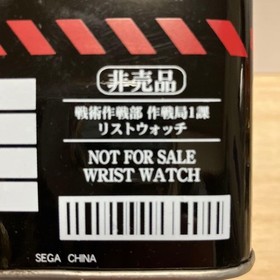 非売品
戦術作戦部 作戦局1課
リストウォッチ
NOT FOR SALE
WRIST WATCH
SEGA CHINA